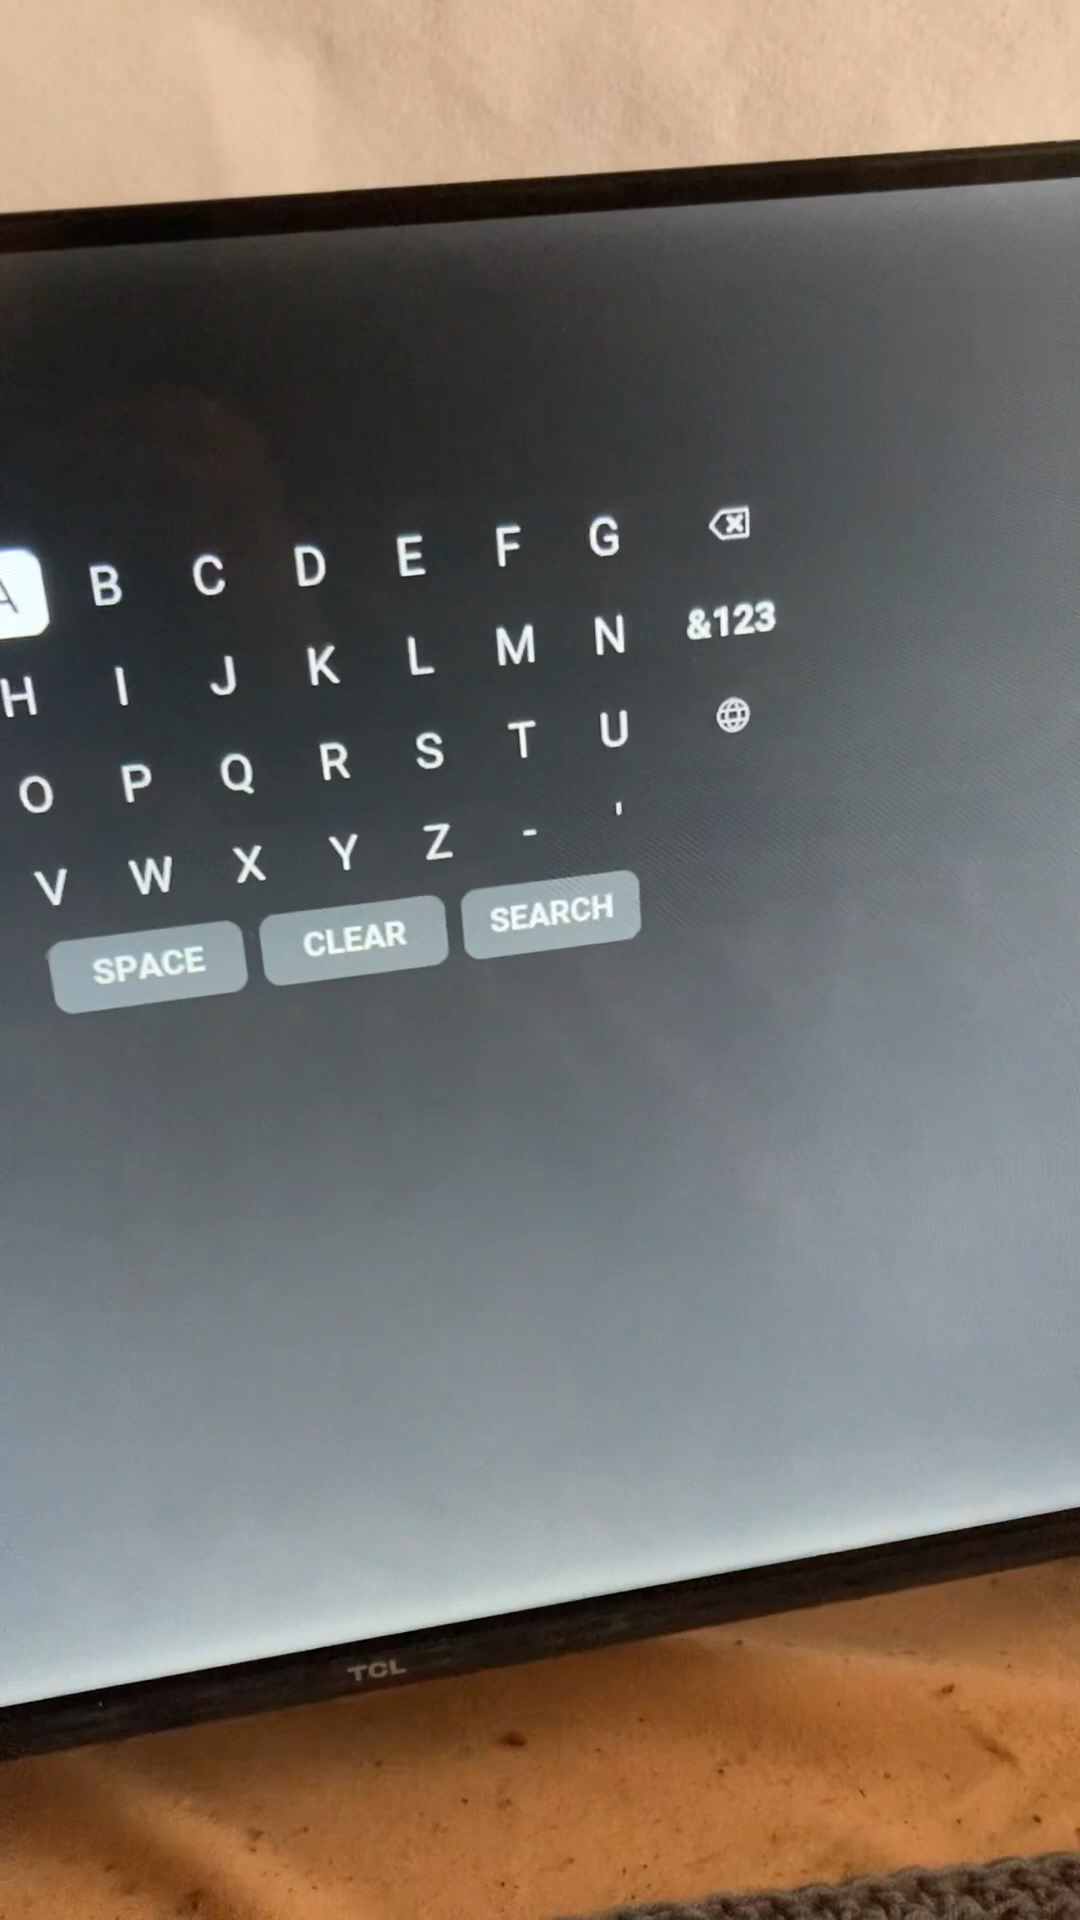 A B C D E F G
H I J K L M N &123
O P Q R S T U
V W X Y Z - '
SPACE CLEAR SEARCH
TCL